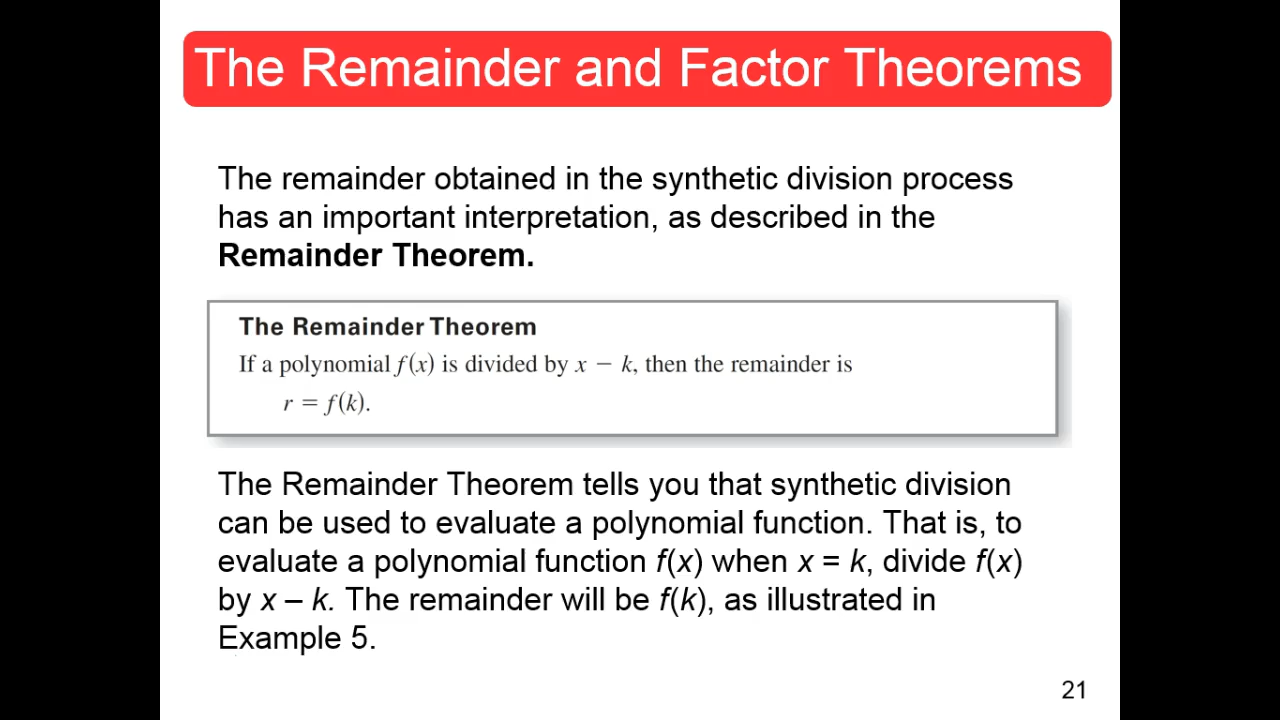 The Remainder and Factor Theorems
The remainder obtained in the synthetic division process
has an important interpretation, as described in the
Remainder Theorem.
The Remainder Theorem
If a polynomial f(x) is divided by x − k, then the remainder is
r = f(k).
The Remainder Theorem tells you that synthetic division
can be used to evaluate a polynomial function. That is, to
evaluate a polynomial function f(x) when x = k, divide f(x)
by x – k. The remainder will be f(k), as illustrated in
Example 5.
21